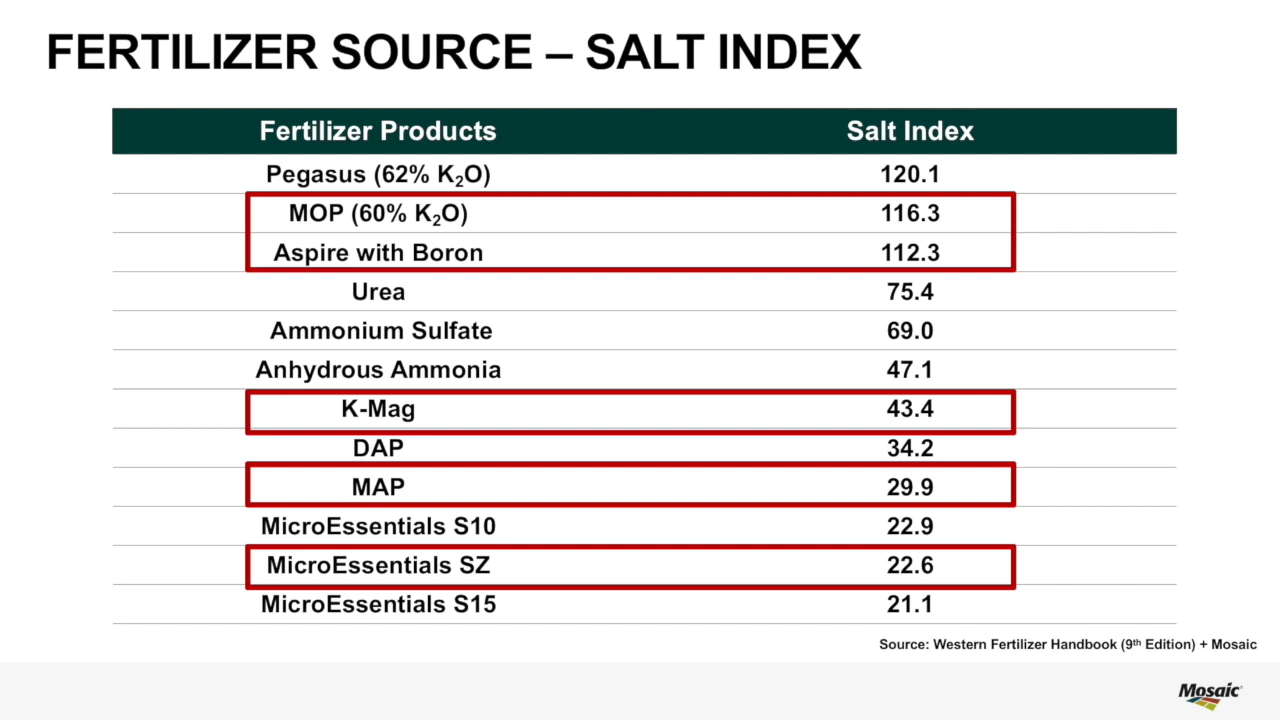 FERTILIZER SOURCE – SALT INDEX
Fertilizer Products Salt Index
Pegasus (62% K₂O) 120.1
MOP (60% K₂O) 116.3
Aspire with Boron 112.3
Urea 75.4
Ammonium Sulfate 69.0
Anhydrous Ammonia 47.1
K-Mag 43.4
DAP 34.2
MAP 29.9
MicroEssentials S10 22.9
MicroEssentials SZ 22.6
MicroEssentials S15 21.1
Source: Western Fertilizer Handbook (9th Edition) + Mosaic
Mosaic